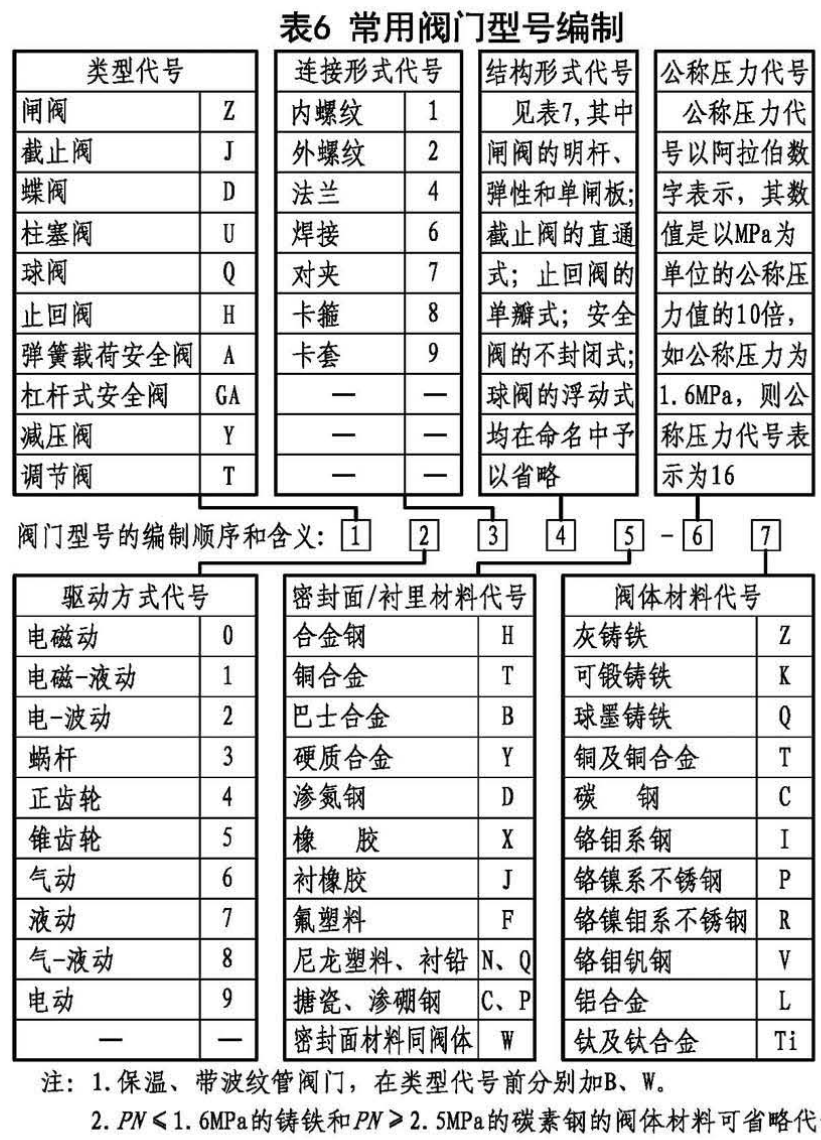 表6 常用阀门型号编制
类型代号 连接形式代号 结构形式代号 公称压力代号
闸阀 Z 内螺纹 1 见表7,其中 公称压力代
截止阀 J 外螺纹 2 闸阀的明杆、 号以阿拉伯数
蝶阀 D 法兰 4 弹性和单闸板; 字表示，其数
柱塞阀 U 焊接 6 截止阀的直通 值是以MPa为
球阀 Q 对夹 7 式；止回阀的 单位的公称压
止回阀 H 卡箍 8 单瓣式；安全 力值的10倍，
弹簧载荷安全阀 A 卡套 9 阀的不封闭式; 如公称压力为
杠杆式安全阀 GA — — 球阀的浮动式 1.6MPa，则公
减压阀 Y — — 均在命名中予 称压力代号表
调节阀 T — — 以省略 示为16
阀门型号的编制顺序和含义: 1 2 3 4 5 - 6 7
驱动方式代号 密封面/衬里材料代号 阀体材料代号
电磁动 0 合金钢 H 灰铸铁 Z
电磁-液动 1 铜合金 T 可锻铸铁 K
电-波动 2 巴士合金 B 球墨铸铁 Q
蜗杆 3 硬质合金 Y 铜及铜合金 T
正齿轮 4 渗氮钢 D 碳 钢 C
锥齿轮 5 橡 胶 X 铬钼系钢 I
气动 6 衬橡胶 J 铬镍系不锈钢 P
液动 7 氟塑料 F 铬镍钼系不锈钢 R
气-液动 8 尼龙塑料、衬铅 N、Q 铬钼钒钢 V
电动 9 搪瓷、渗硼钢 C、P 铝合金 L
— — 密封面材料同阀体 W 钛及钛合金 Ti
注: 1.保温、带波纹管阀门，在类型代号前分别加B、W。
2.PN≤1.6MPa的铸铁和PN≥2.5MPa的碳素钢的阀体材料可省略代